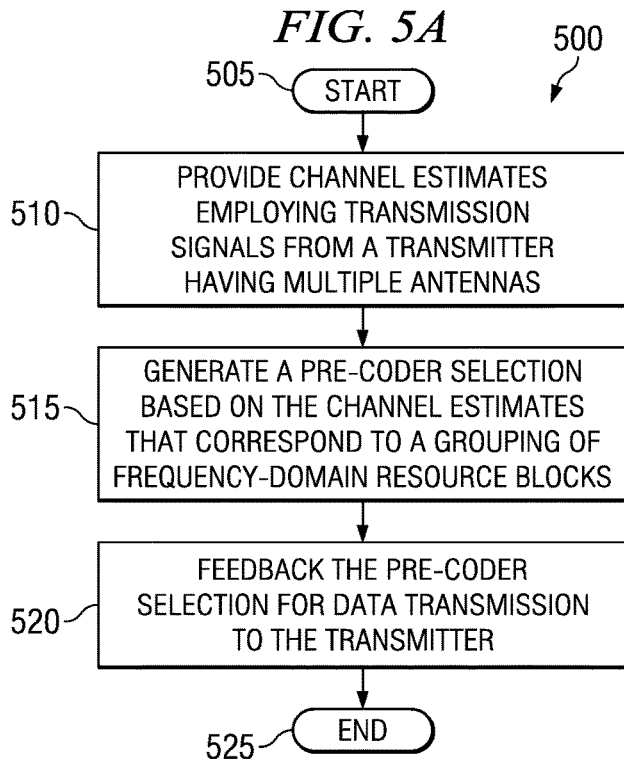 FIG. 5A
500
505
START
510
PROVIDE CHANNEL ESTIMATES
EMPLOYING TRANSMISSION
SIGNALS FROM A TRANSMITTER
HAVING MULTIPLE ANTENNAS
515
GENERATE A PRE-CODER SELECTION
BASED ON THE CHANNEL ESTIMATES
THAT CORRESPOND TO A GROUPING OF
FREQUENCY-DOMAIN RESOURCE BLOCKS
520
FEEDBACK THE PRE-CODER
SELECTION FOR DATA TRANSMISSION
TO THE TRANSMITTER
525
END